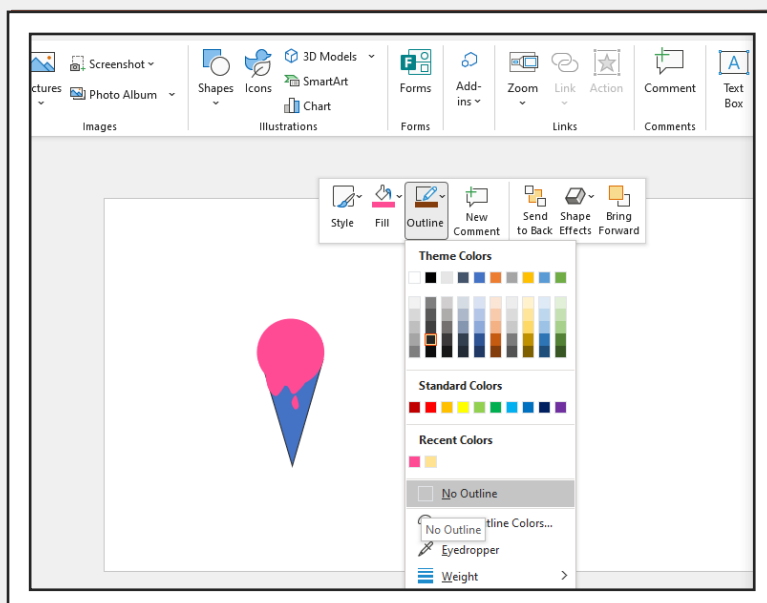 Screenshot
ctures
Photo Album
Images
Shapes
Icons
3D Models
SmartArt
Chart
Illustrations
F
Forms
Forms
Add-
ins
Zoom
Link
Action
Links
Comment
Comments
A
Text
Box
Style
Fill
Outline
New
Comment
Send
to Back
Shape
Effects
Bring
Forward
Theme Colors
Standard Colors
Recent Colors
No Outline
tline Colors...
No Outline
Eyedropper
Weight